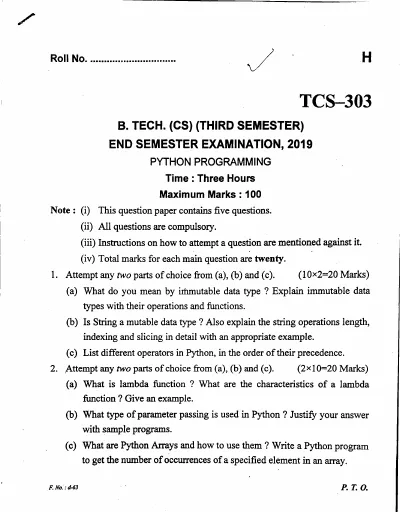 Roll No. ..............................
H
TCS–303
B. TECH. (CS) (THIRD SEMESTER)
END SEMESTER EXAMINATION, 2019
PYTHON PROGRAMMING
Time : Three Hours
Maximum Marks : 100
Note : (i) This question paper contains five questions.
(ii) All questions are compulsory.
(iii) Instructions on how to attempt a question are mentioned against it.
(iv) Total marks for each main question are twenty.
1. Attempt any two parts of choice from (a), (b) and (c). (10×2=20 Marks)
(a) What do you mean by immutable data type ? Explain immutable data
types with their operations and functions.
(b) Is String a mutable data type ? Also explain the string operations length,
indexing and slicing in detail with an appropriate example.
(c) List different operators in Python, in the order of their precedence.
2. Attempt any two parts of choice from (a), (b) and (c). (2×10=20 Marks)
(a) What is lambda function ? What are the characteristics of a lambda
function ? Give an example.
(b) What type of parameter passing is used in Python ? Justify your answer
with sample programs.
(c) What are Python Arrays and how to use them ? Write a Python program
to get the number of occurrences of a specified element in an array.
F. No. : d-63
P. T. O.